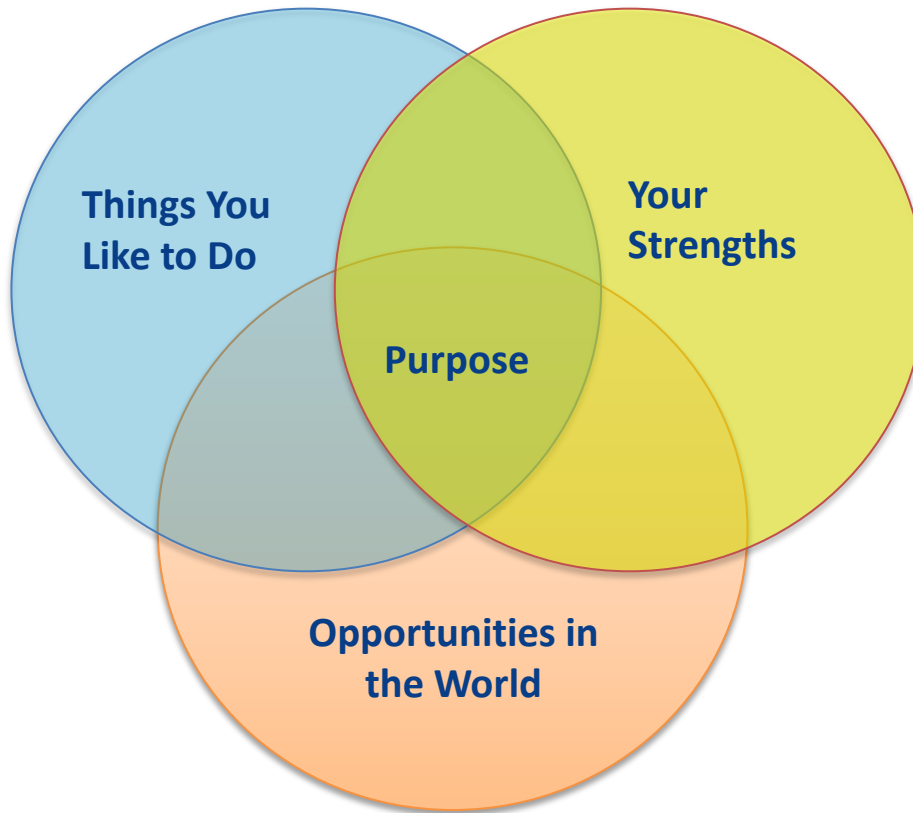 Things You
Like to Do
Your
Strengths
Purpose
Opportunities in
the World